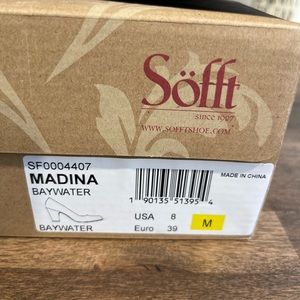 Söfft
since 1997
WWW.SOFFTSHOE.COM
SF0004407
MADINA
BAYWATER
MADE IN CHINA
1 90135 51395 4
USA 8
Euro 39
M
BAYWATER